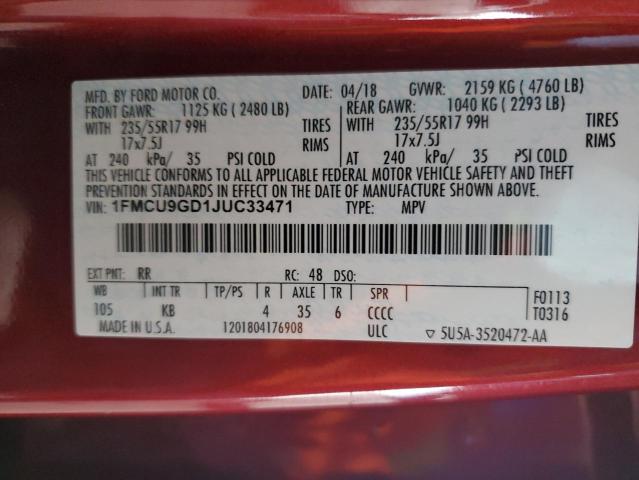 MFD. BY FORD MOTOR CO. DATE: 04/18 GVWR: 2159 KG ( 4760 LB)
FRONT GAWR: 1125 KG ( 2480 LB) REAR GAWR: 1040 KG ( 2293 LB)
WITH 235/55R17 99H TIRES WITH 235/55R17 99H TIRES
17x7.5J RIMS 17x7.5J RIMS
AT 240 kPa/ 35 PSI COLD AT 240 kPa/ 35 PSI COLD
THIS VEHICLE CONFORMS TO ALL APPLICABLE FEDERAL MOTOR VEHICLE SAFETY AND THEFT
PREVENTION STANDARDS IN EFFECT ON THE DATE OF MANUFACTURE SHOWN ABOVE.
VIN: 1FMCU9GD1JUC33471 TYPE: MPV
EXT PNT: RR RC: 48 DSO:
WB INT TR TP/PS R AXLE TR SPR F0113
105 KB 4 35 6 CCCC T0316
MADE IN U.S.A. 1201804176908 ULC ▽ 5U5A-3520472-AA